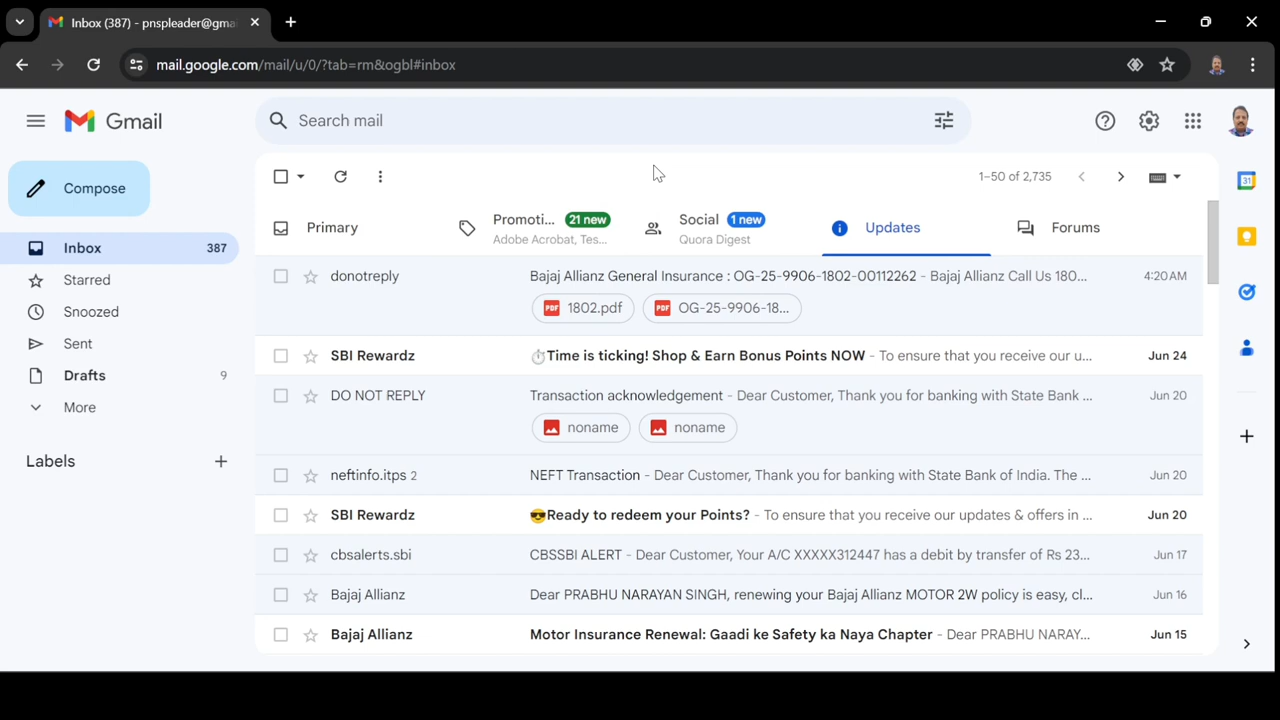 Inbox (387) - pnspleader@gma
mail.google.com/mail/u/0/?tab=rm&ogbl#inbox
Gmail
Search mail
Compose
1–50 of 2,735
Primary
Promoti... 21 new
Adobe Acrobat, Tes...
Social 1 new
Quora Digest
Updates
Forums
Inbox 387
Starred
Snoozed
Sent
Drafts 9
More
Labels
donotreply Bajaj Allianz General Insurance : OG-25-9906-1802-00112262 - Bajaj Allianz Call Us 180... 4:20 AM
PDF 1802.pdf PDF OG-25-9906-18...
SBI Rewardz ⏱Time is ticking! Shop & Earn Bonus Points NOW - To ensure that you receive our u... Jun 24
DO NOT REPLY Transaction acknowledgement - Dear Customer, Thank you for banking with State Bank ... Jun 20
noname noname
neftinfo.itps 2 NEFT Transaction - Dear Customer, Thank you for banking with State Bank of India. The ... Jun 20
SBI Rewardz 😎Ready to redeem your Points? - To ensure that you receive our updates & offers in ... Jun 20
cbsalerts.sbi CBSSBI ALERT - Dear Customer, Your A/C XXXXX312447 has a debit by transfer of Rs 23... Jun 17
Bajaj Allianz Dear PRABHU NARAYAN SINGH, renewing your Bajaj Allianz MOTOR 2W policy is easy, cl... Jun 16
Bajaj Allianz Motor Insurance Renewal: Gaadi ke Safety ka Naya Chapter - Dear PRABHU NARAY... Jun 15
31